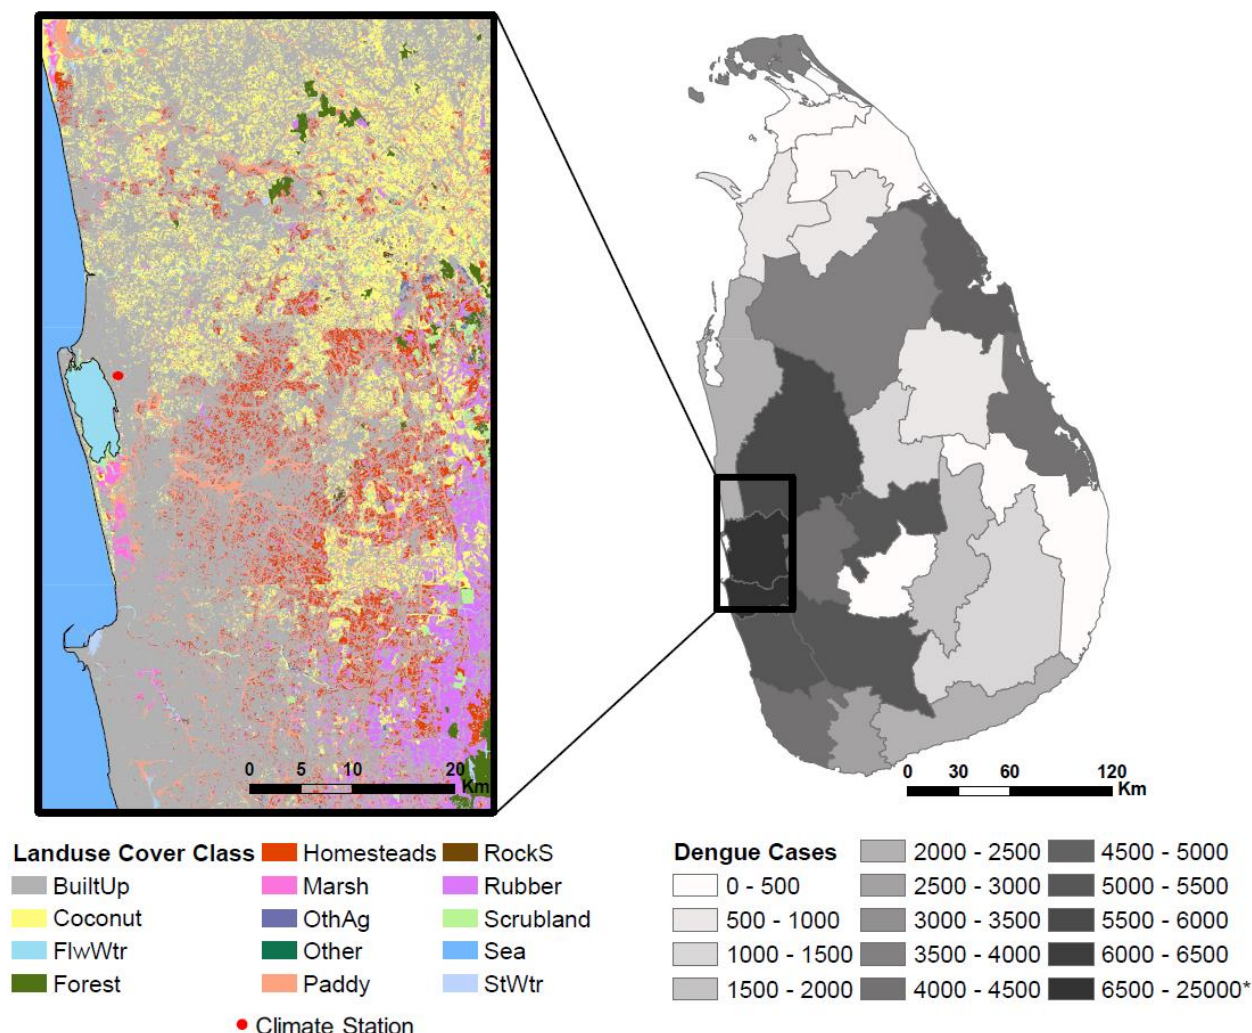 0 5 10 20
Km
0 30 60 120
Km
Landuse Cover Class
BuiltUp
Coconut
FlwWtr
Forest
Homesteads
Marsh
OthAg
Other
Paddy
RockS
Rubber
Scrubland
Sea
StWtr
Climate Station
Dengue Cases
0 - 500
500 - 1000
1000 - 1500
1500 - 2000
2000 - 2500
2500 - 3000
3000 - 3500
3500 - 4000
4000 - 4500
4500 - 5000
5000 - 5500
5500 - 6000
6000 - 6500
6500 - 25000*